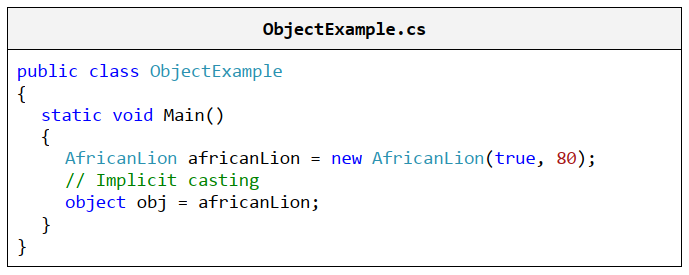 ObjectExample.cs
public class ObjectExample
{
static void Main()
{
AfricanLion africanLion = new AfricanLion(true, 80);
// Implicit casting
object obj = africanLion;
}
}